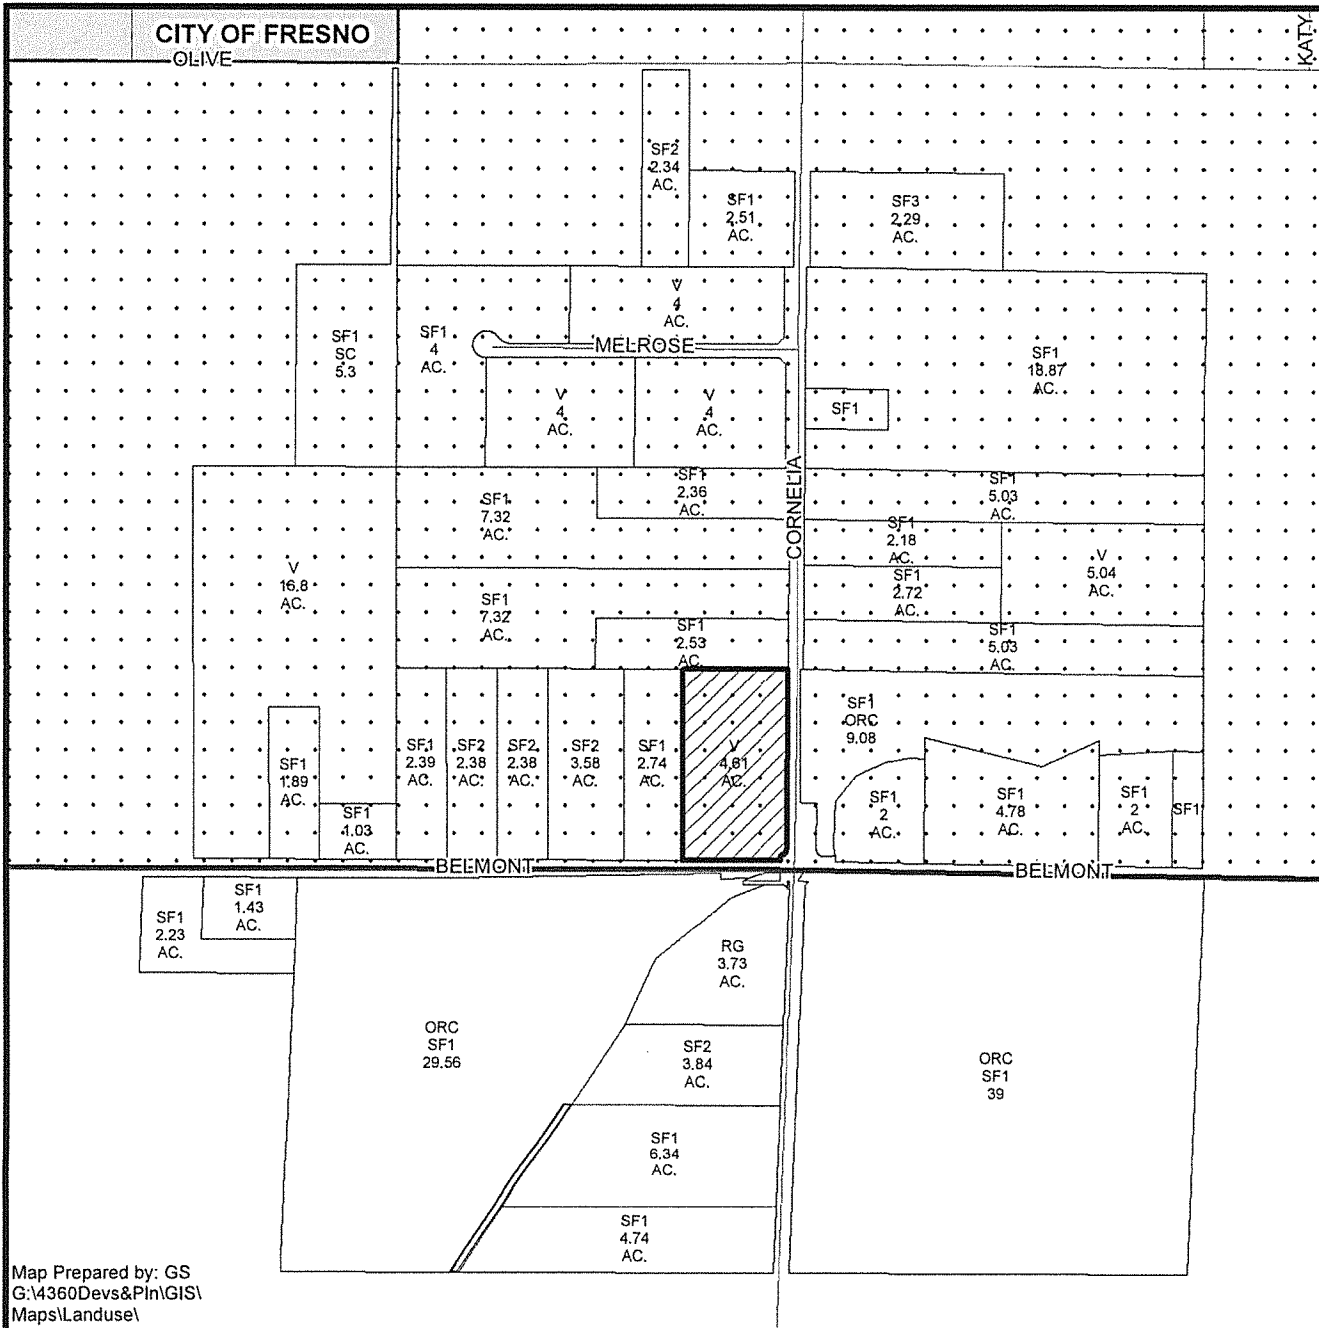 CITY OF FRESNO
OLIVE
KATY
SF2
2.34
AC.
SF1
2.51
AC.
SF3
2.29
AC.
V
4
AC.
SF1
SC
5.3
SF1
4
AC.
MELROSE
SF1
18.87
AC.
V
4
AC.
V
4
AC.
SF1
CORNELIA
SF1
7.32
AC.
SF1
2.36
AC.
SF1
5.03
AC.
SF1
2.18
AC.
V
16.8
AC.
SF1
2.72
AC.
V
5.04
AC.
SF1
7.32
AC.
SF1
2.53
AC.
SF1
5.03
AC.
SF1
ORC
9.08
SF1
1.89
AC.
SF1
1.03
AC.
SF1
2.39
AC.
SF2
2.38
AC.
SF2
2.38
AC.
SF2
3.58
AC.
SF1
2.74
AC.
V
4.61
AC.
SF1
2
AC.
SF1
4.78
AC.
SF1
2
AC.
SF1
BELMONT
BELMONT
SF1
2.23
AC.
SF1
1.43
AC.
RG
3.73
AC.
ORC
SF1
29.56
SF2
3.84
AC.
ORC
SF1
39
SF1
6.34
AC.
SF1
4.74
AC.
Map Prepared by: GS
G:\4360Devs&Pln\GIS\
Maps\Landuse\